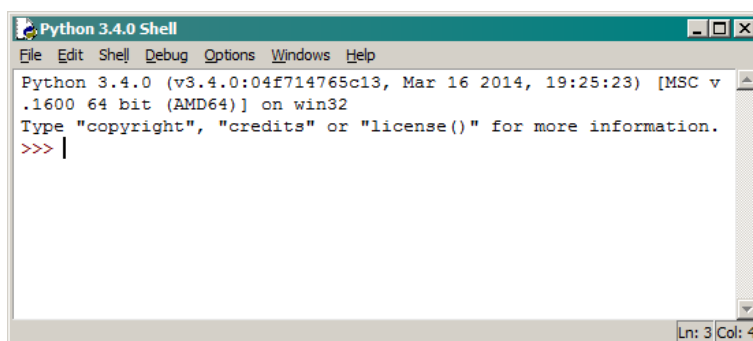 Python 3.4.0 Shell
File Edit Shell Debug Options Windows Help
Python 3.4.0 (v3.4.0:04f714765c13, Mar 16 2014, 19:25:23) [MSC v
.1600 64 bit (AMD64)] on win32
Type "copyright", "credits" or "license()" for more information.
>>>
Ln: 3 Col: 4